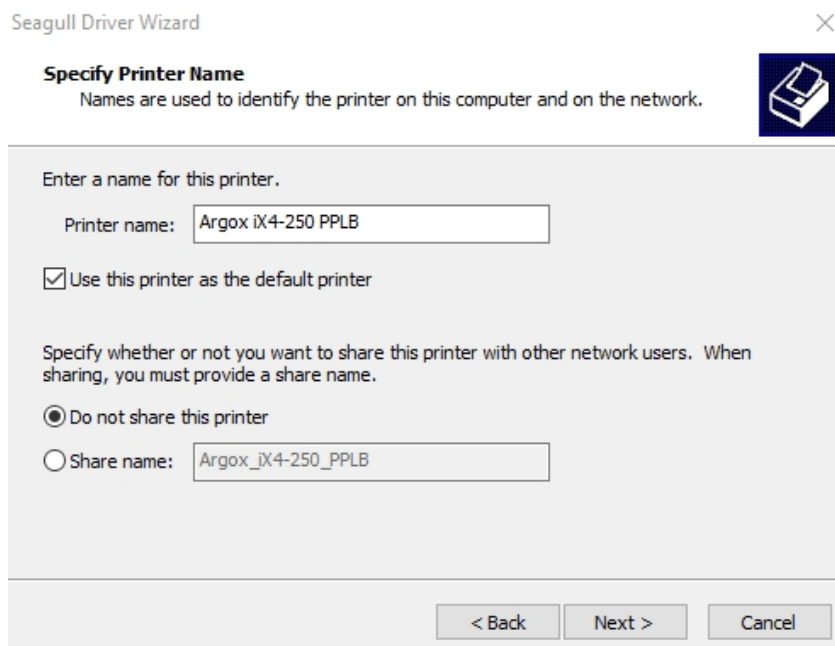 Seagull Driver Wizard
Specify Printer Name
Names are used to identify the printer on this computer and on the network.
Enter a name for this printer.
Printer name: Argox iX4-250 PPLB
Use this printer as the default printer
Specify whether or not you want to share this printer with other network users.  When
sharing, you must provide a share name.
Do not share this printer
Share name: Argox_iX4-250_PPLB
< Back Next > Cancel